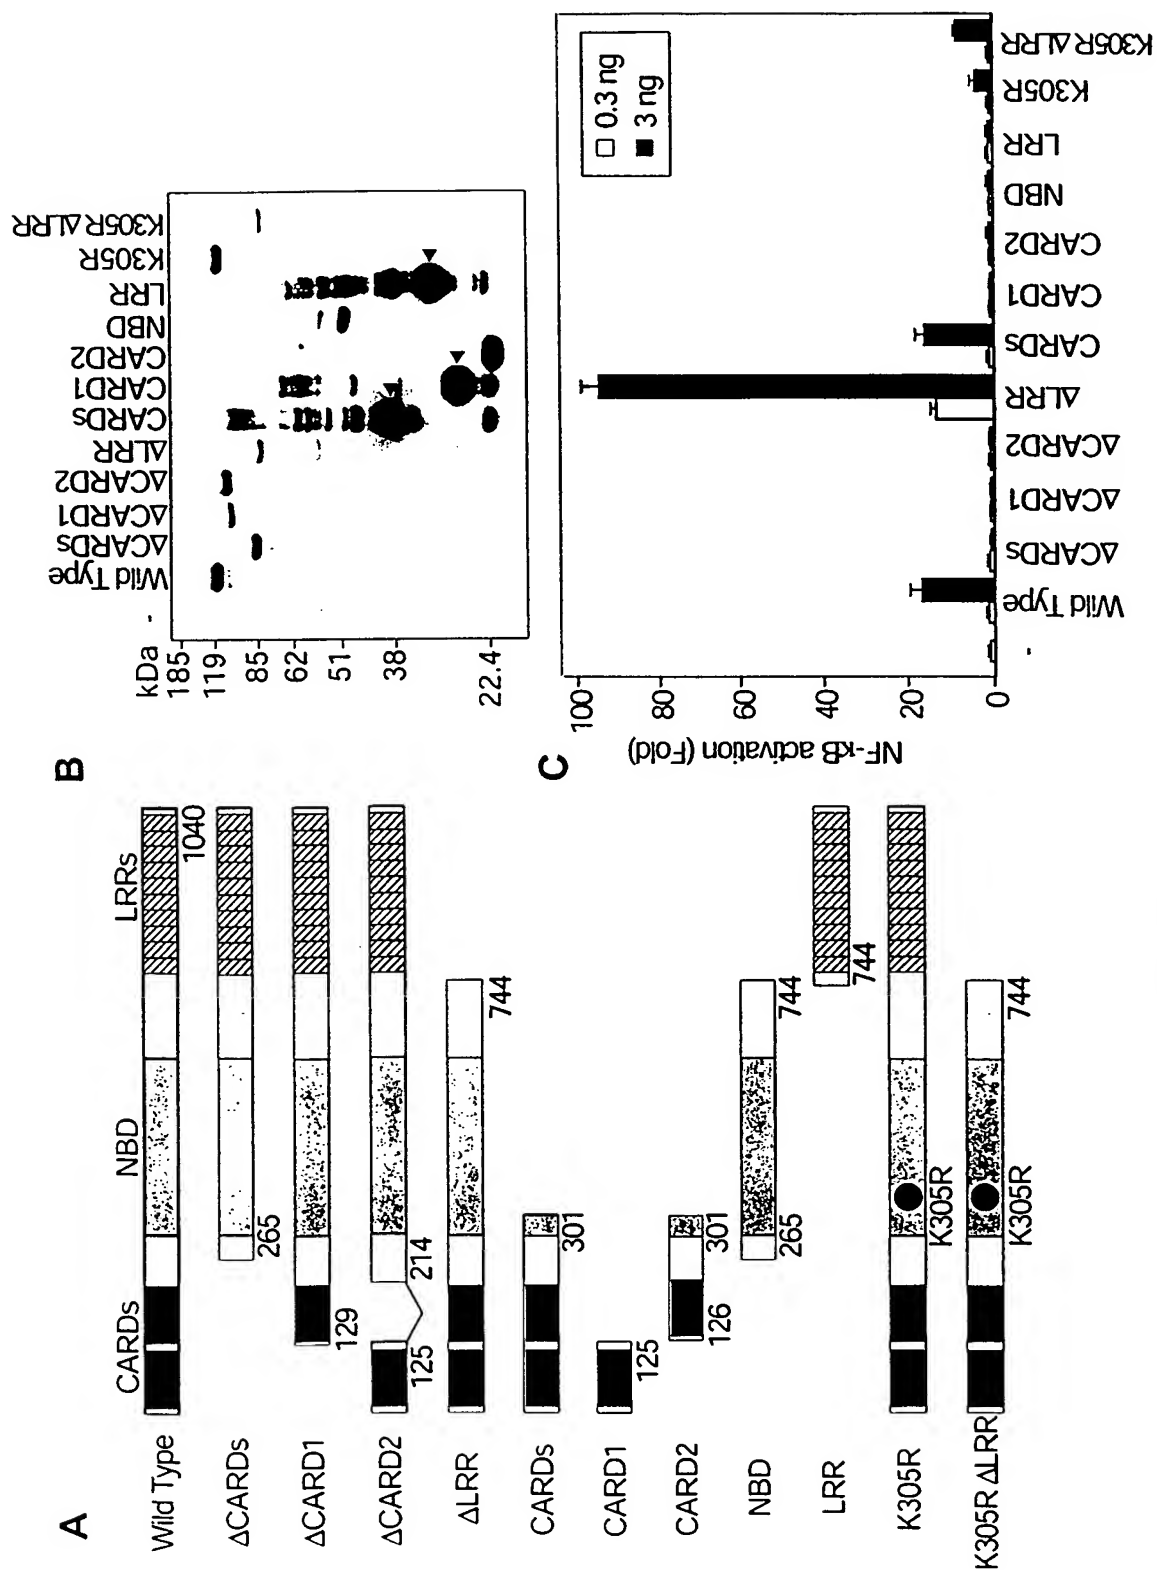 A
CARDs NBD LRRs
Wild Type 1040
ΔCARDs 265
ΔCARD1 129
ΔCARD2 125 214
ΔLRR 744
CARDs 301
CARD1 125
CARD2 126 301
NBD 265 744
LRR 744
K305R K305R
K305R ΔLRR K305R 744
B
kDa - Wild Type ΔCARDs ΔCARD1 ΔCARD2 ΔLRR CARDs CARD1 CARD2 NBD LRR K305R K305R ΔLRR
185
119
85
62
51
38
22.4
C
NF-κB activation (Fold)
100
80
60
40
20
0
0.3 ng
3 ng
- Wild Type ΔCARDs ΔCARD1 ΔCARD2 ΔLRR CARDs CARD1 CARD2 NBD LRR K305R K305R ΔLRR